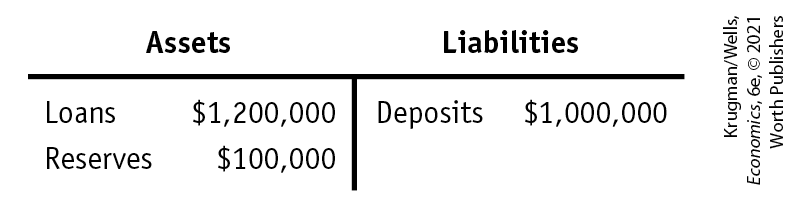 Assets Liabilities
Loans $1,200,000 Deposits $1,000,000
Reserves $100,000
Krugman/Wells,
Economics, 6e, © 2021
Worth Publishers